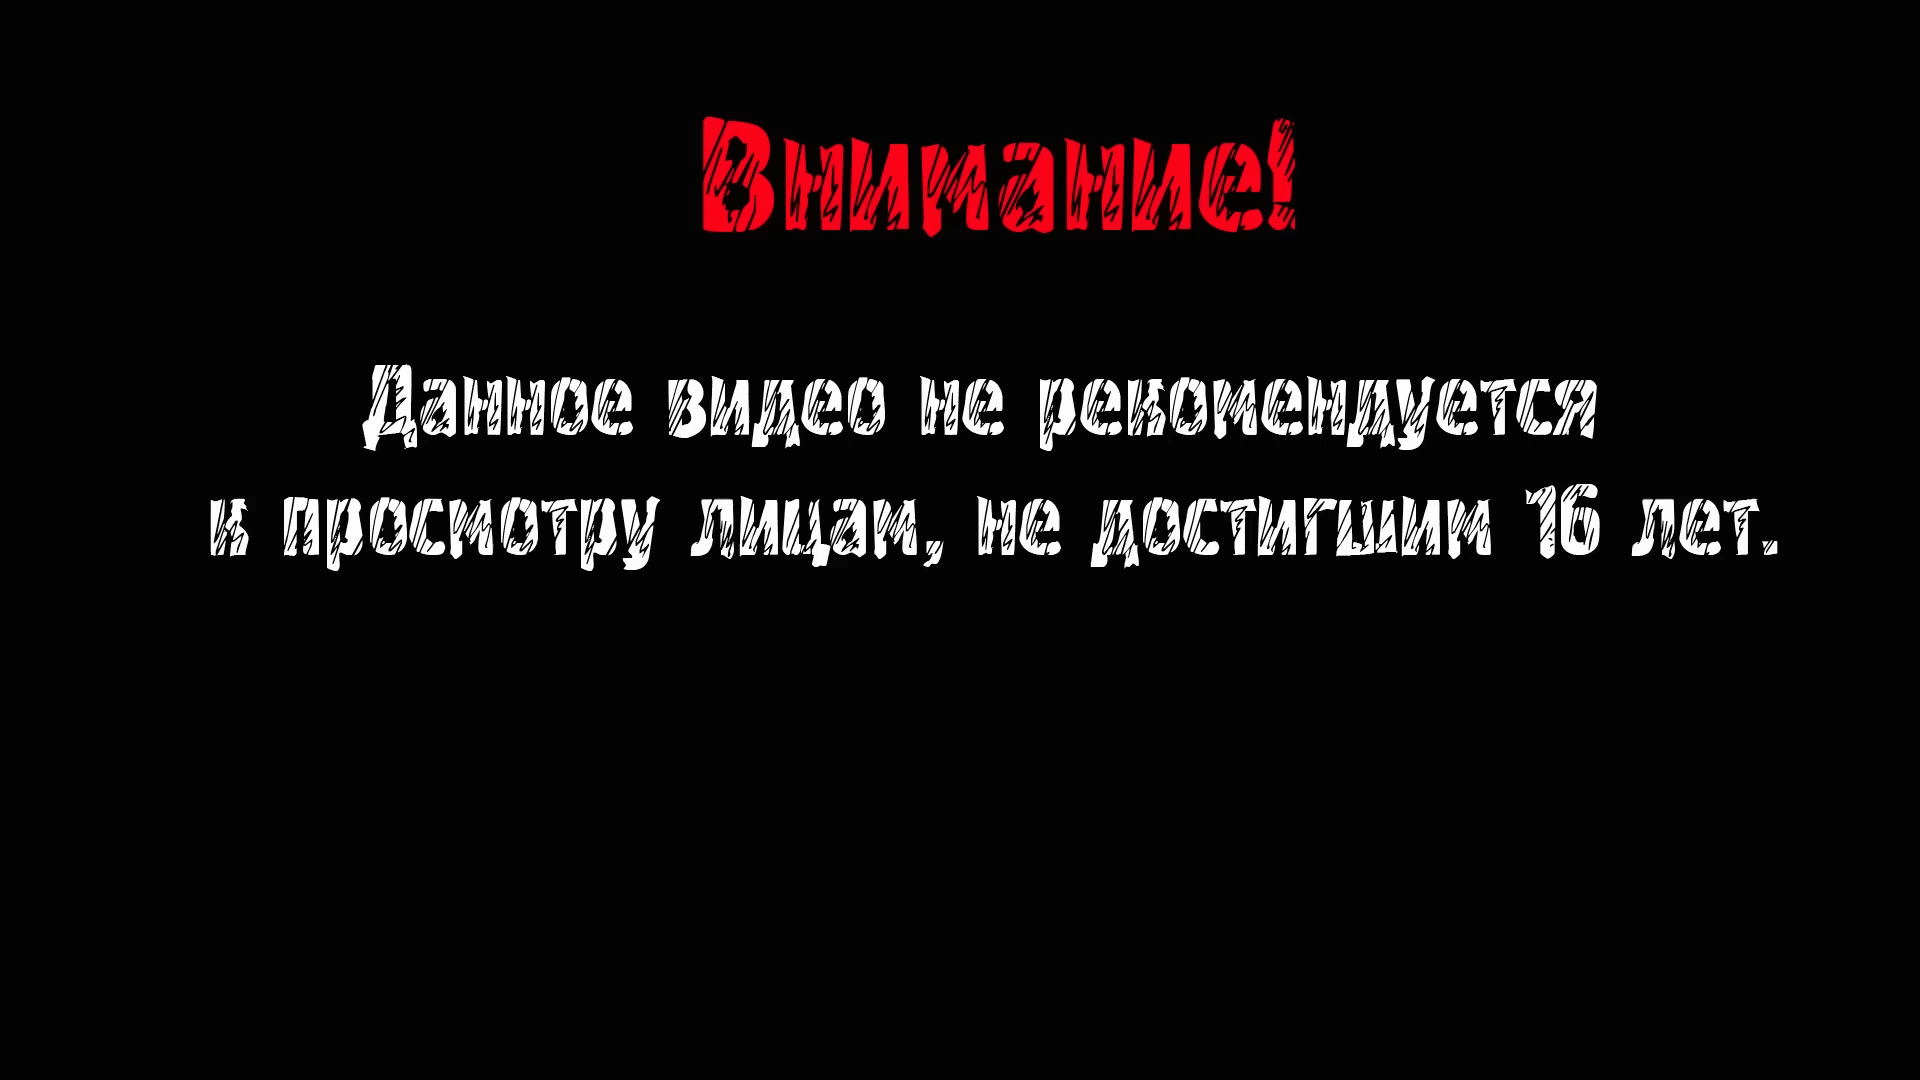 Внимание!
Данное видео не рекомендуется
к просмотру лицам, не достигшим 16 лет.